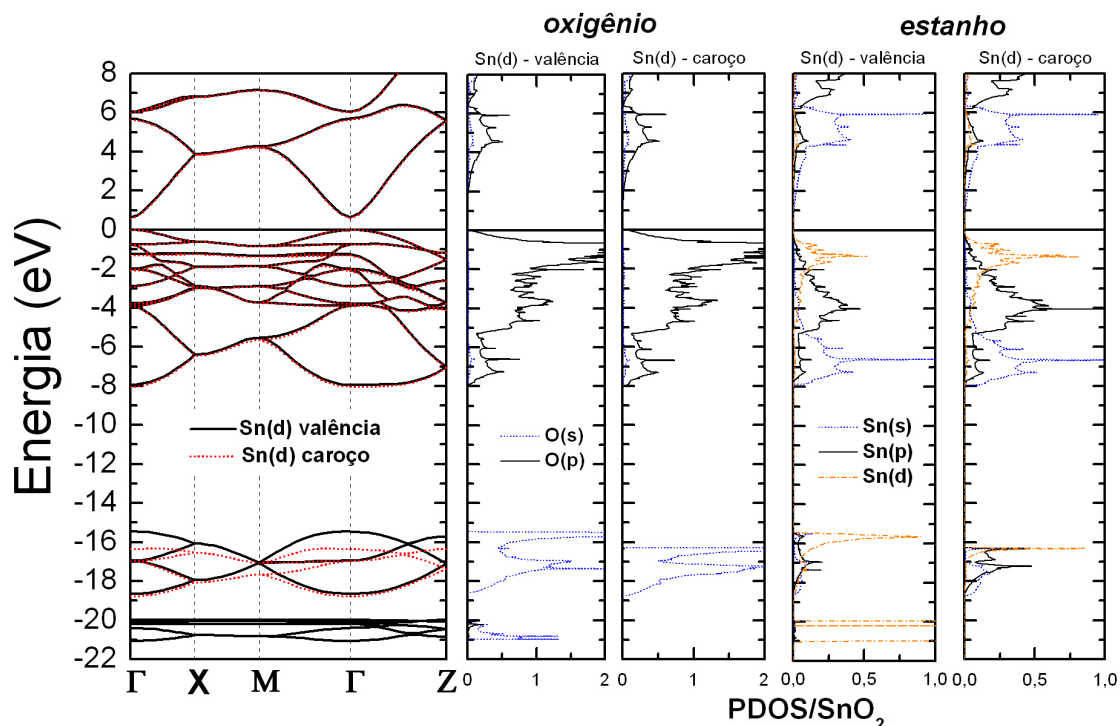 oxigênio estanho
Sn(d) - valência Sn(d) - caroço Sn(d) - valência Sn(d) - caroço
Energia (eV)
8
6
4
2
0
-2
-4
-6
-8
-10
-12
-14
-16
-18
-20
-22
Sn(d) valência
Sn(d) caroço
O(s)
O(p)
Sn(s)
Sn(p)
Sn(d)
Γ X M Γ Z
0 1 2 0 1 2 0,0 0,5 1,0 0,0 0,5 1,0
PDOS/SnO₂